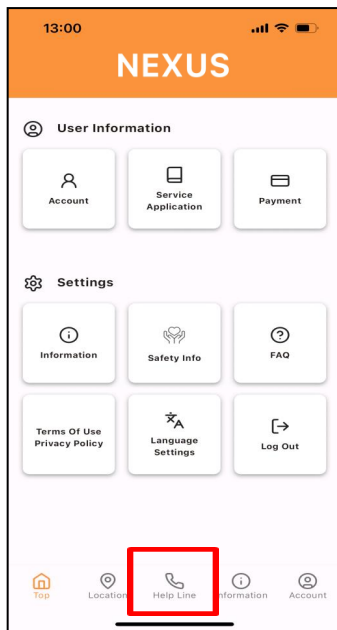 13:00
NEXUS
User Information
Account
Service
Application
Payment
Settings
Information
Safety Info
FAQ
Terms Of Use
Privacy Policy
Language
Settings
Log Out
Top
Location
Help Line
Information
Account